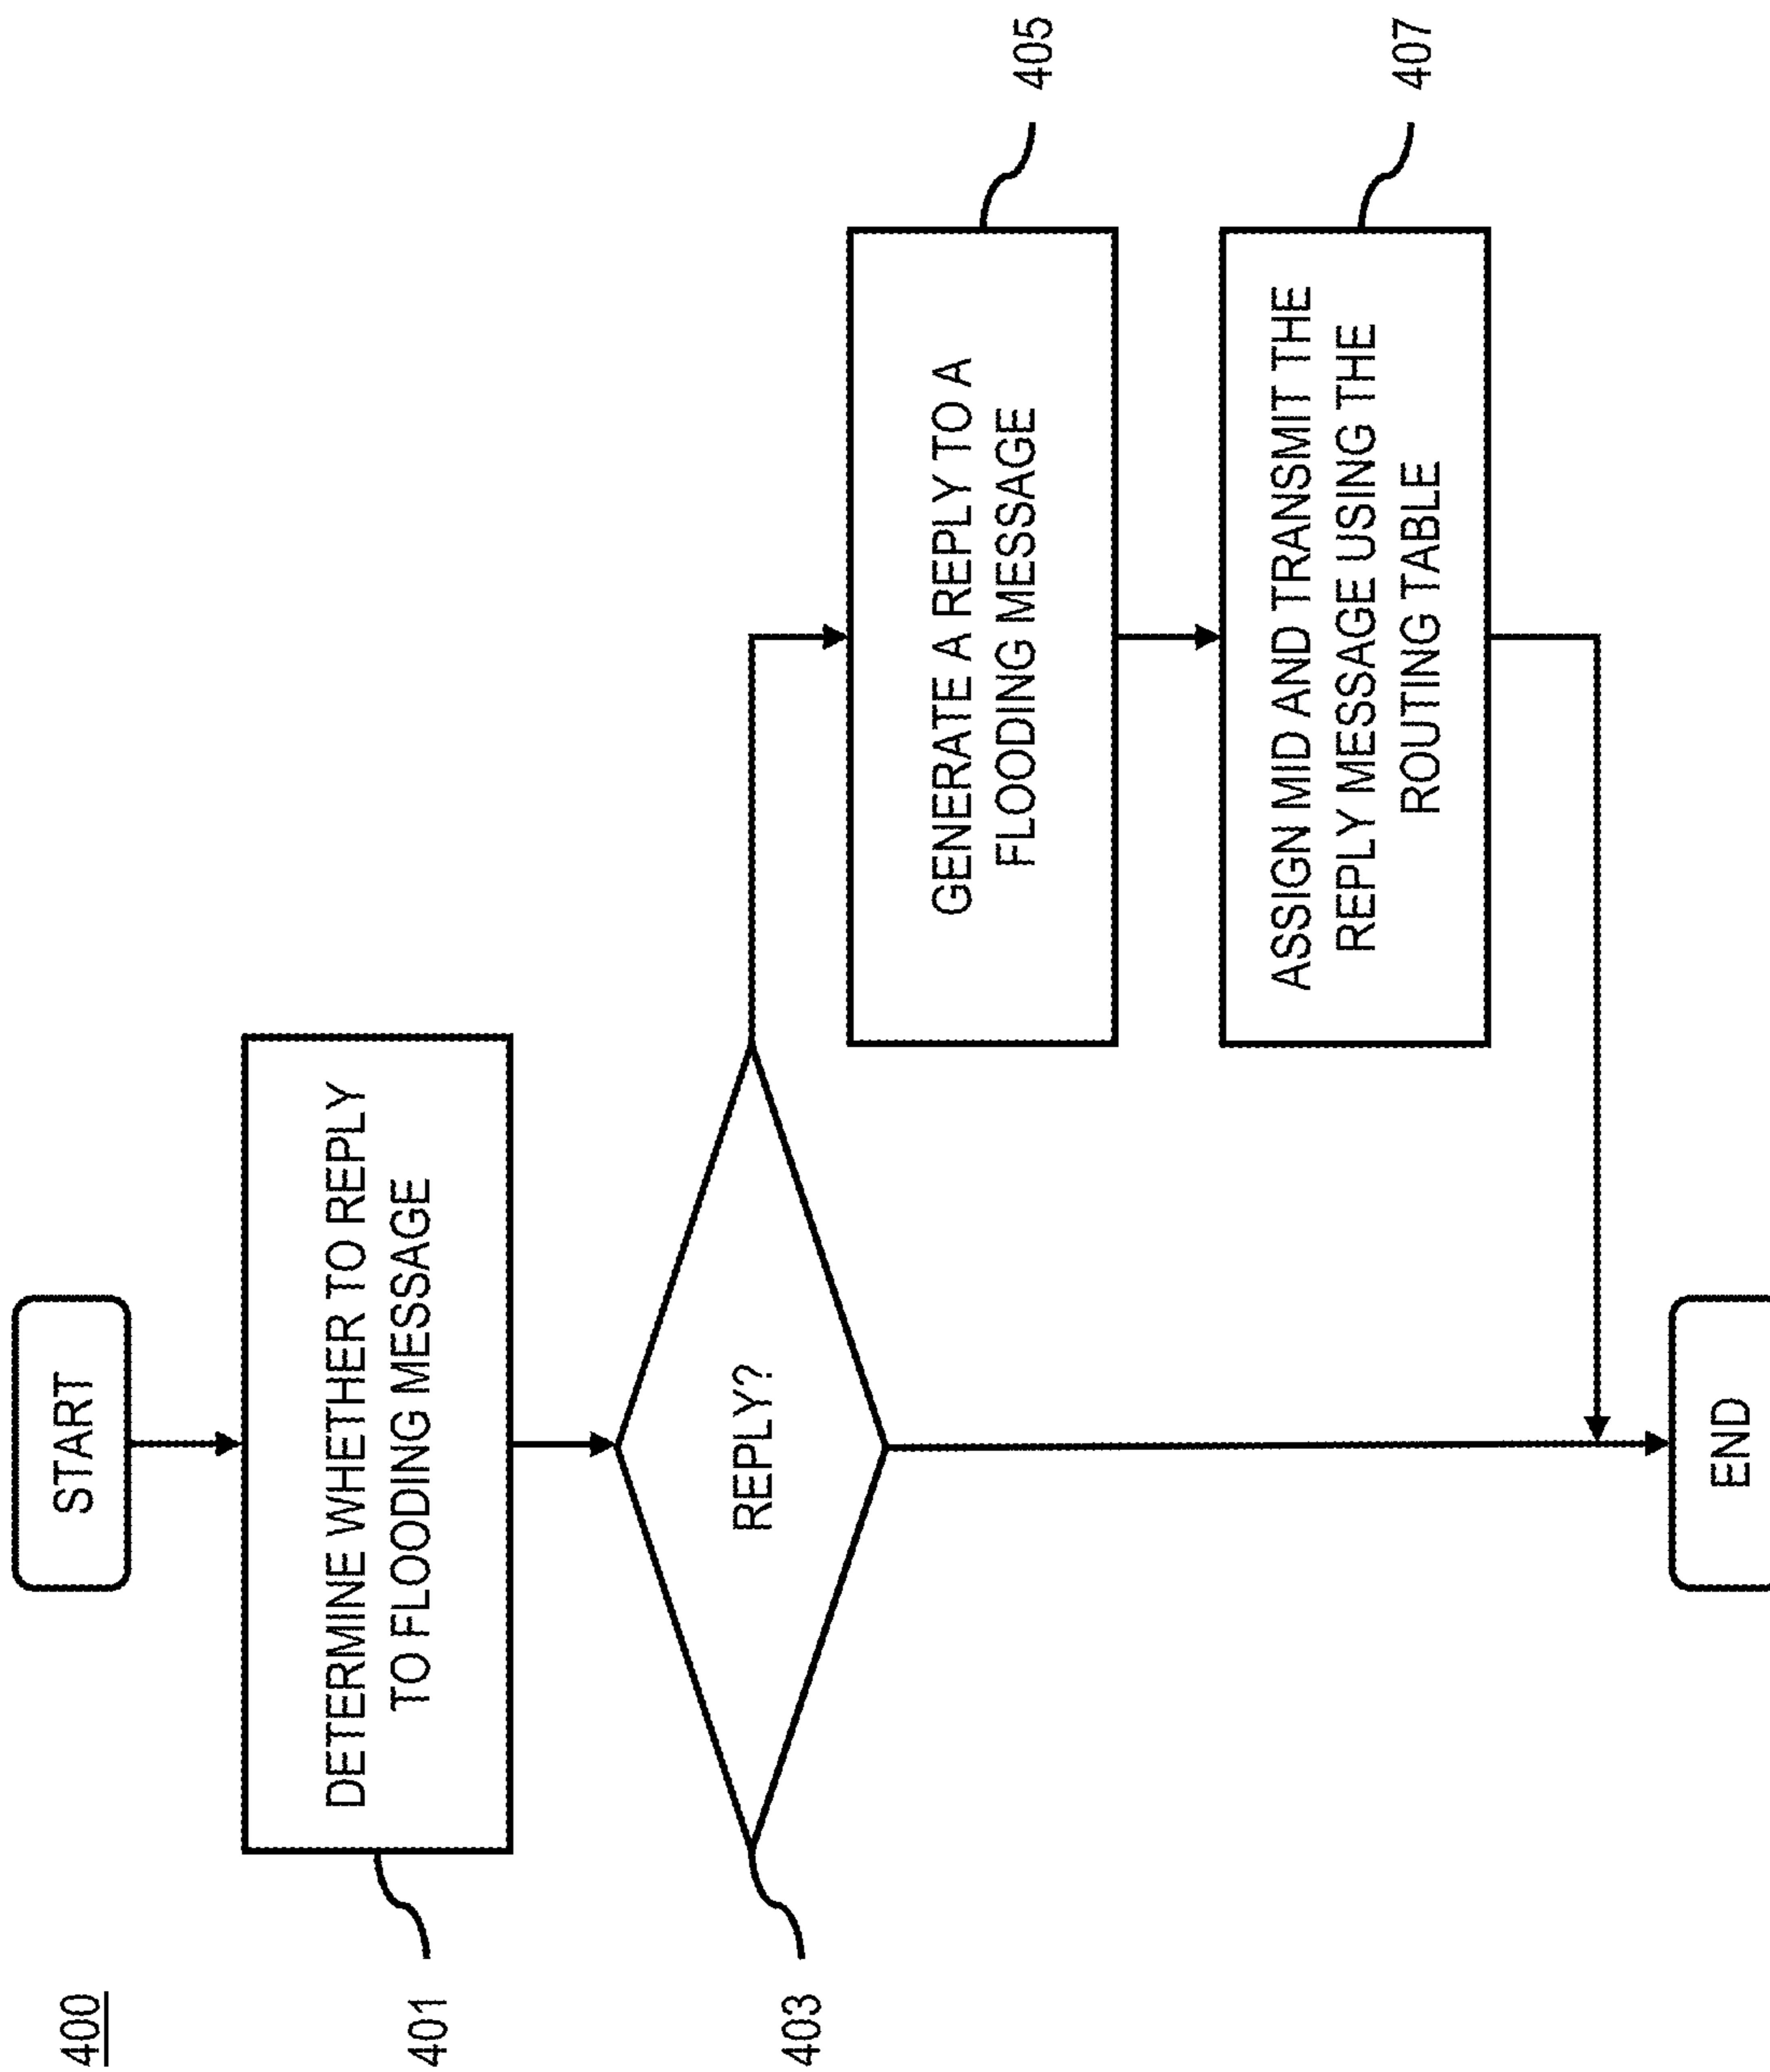 400
START
401
DETERMINE WHETHER TO REPLY
TO FLOODING MESSAGE
403
REPLY?
405
GENERATE A REPLY TO A
FLOODING MESSAGE
407
ASSIGN MID AND TRANSMIT THE
REPLY MESSAGE USING THE
ROUTING TABLE
END